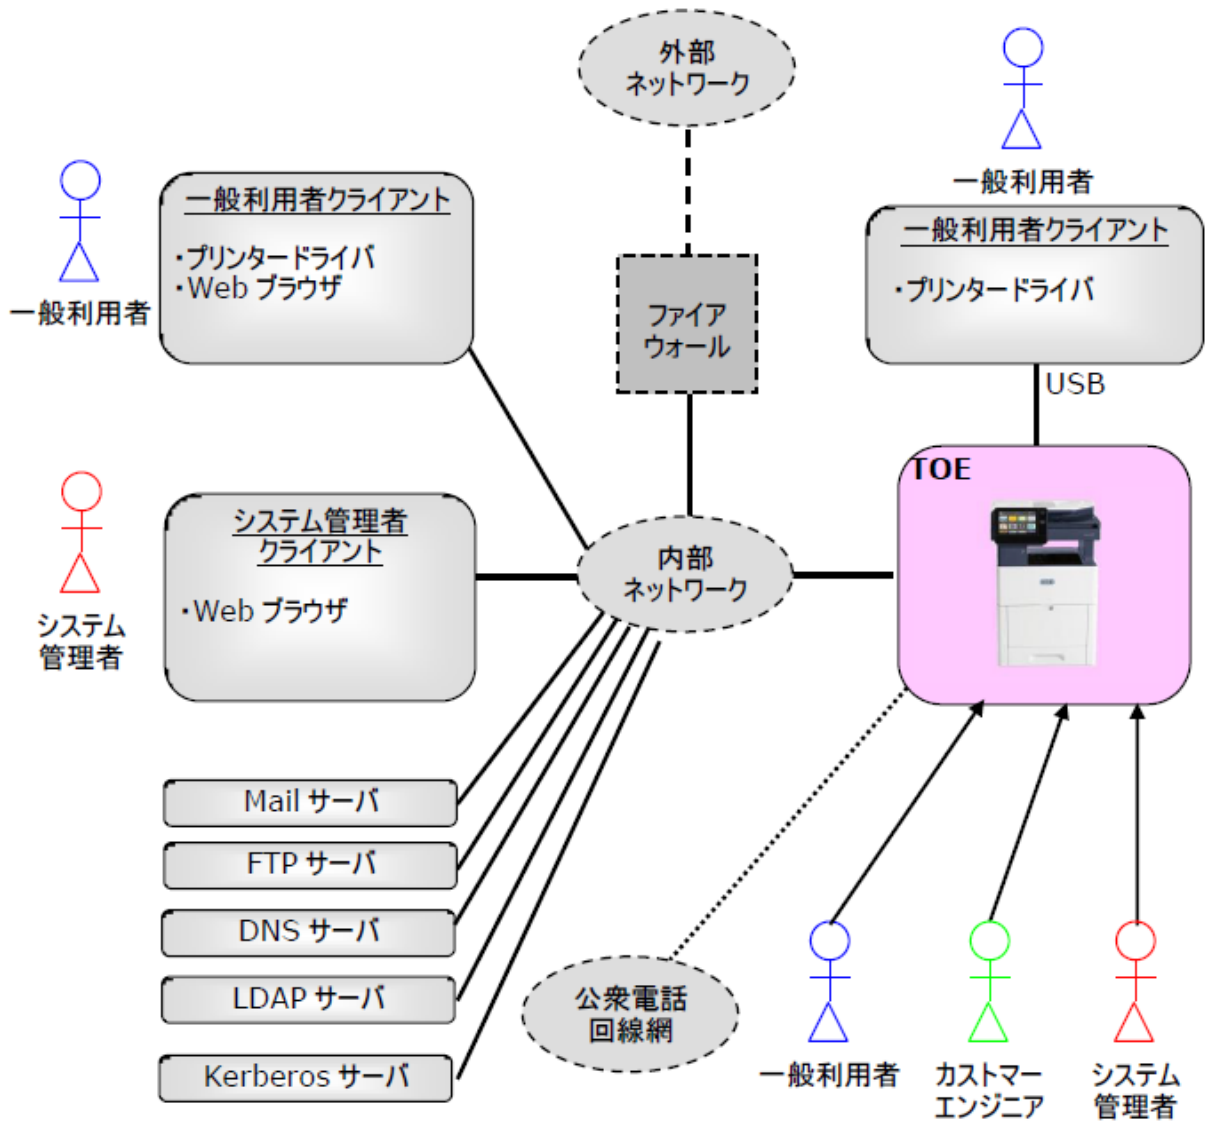 外部
ネットワーク
一般利用者
一般利用者クライアント
・プリンタードライバ
・Web ブラウザ
一般利用者
一般利用者クライアント
・プリンタードライバ
ファイア
ウォール
USB
TOE
システム管理者
クライアント
・Web ブラウザ
システム
管理者
内部
ネットワーク
Mail サーバ
FTP サーバ
DNS サーバ
LDAP サーバ
Kerberos サーバ
公衆電話
回線網
一般利用者
カストマー
エンジニア
システム
管理者